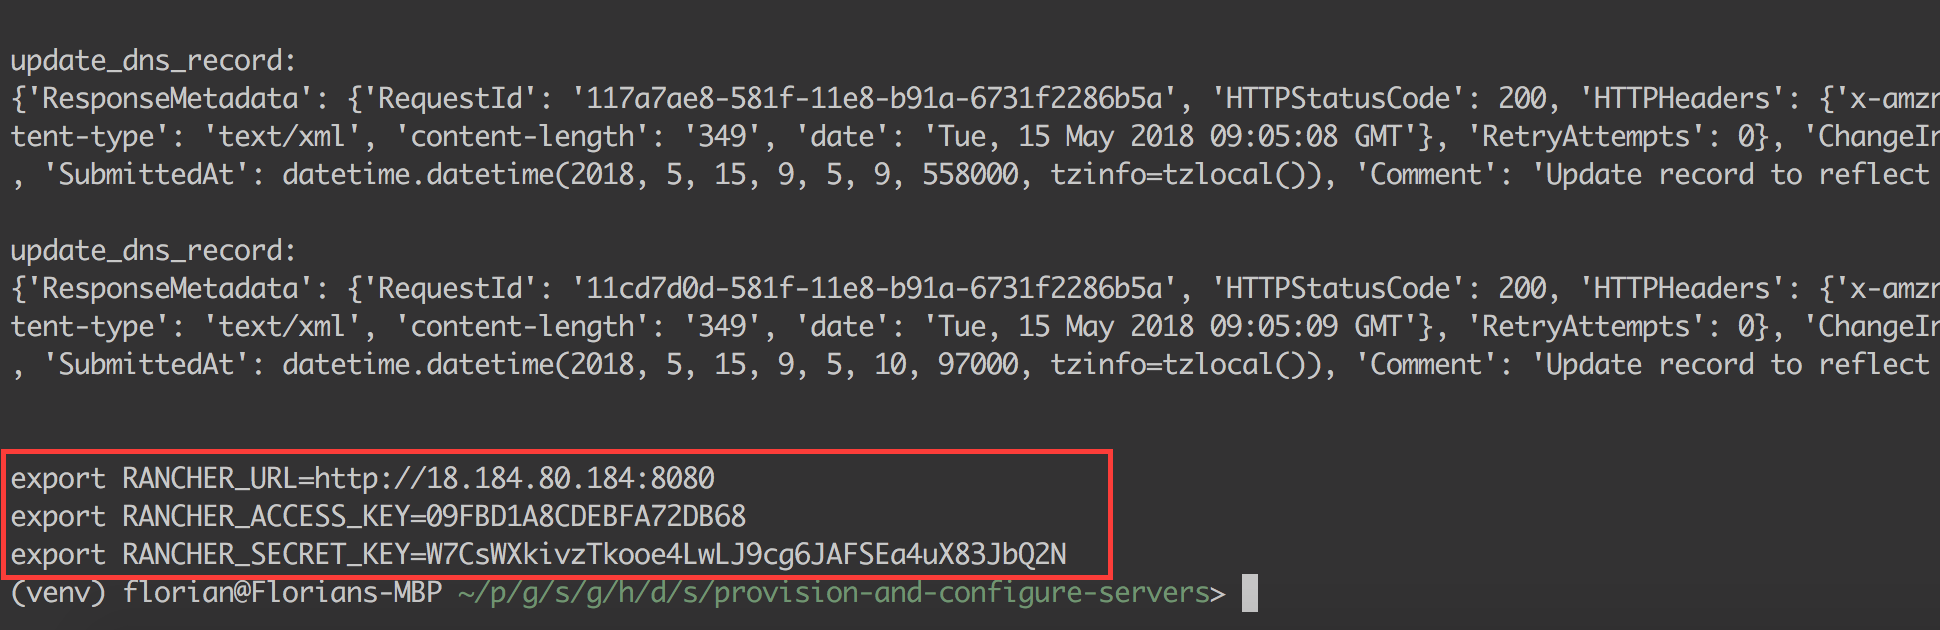 update_dns_record:
{'ResponseMetadata': {'RequestId': '117a7ae8-581f-11e8-b91a-6731f2286b5a', 'HTTPStatusCode': 200, 'HTTPHeaders': {'x-amzn
tent-type': 'text/xml', 'content-length': '349', 'date': 'Tue, 15 May 2018 09:05:08 GMT'}, 'RetryAttempts': 0}, 'ChangeIn
, 'SubmittedAt': datetime.datetime(2018, 5, 15, 9, 5, 9, 558000, tzinfo=tzlocal()), 'Comment': 'Update record to reflect
update_dns_record:
{'ResponseMetadata': {'RequestId': '11cd7d0d-581f-11e8-b91a-6731f2286b5a', 'HTTPStatusCode': 200, 'HTTPHeaders': {'x-amzn
tent-type': 'text/xml', 'content-length': '349', 'date': 'Tue, 15 May 2018 09:05:09 GMT'}, 'RetryAttempts': 0}, 'ChangeIn
, 'SubmittedAt': datetime.datetime(2018, 5, 15, 9, 5, 10, 97000, tzinfo=tzlocal()), 'Comment': 'Update record to reflect
export RANCHER_URL=http://18.184.80.184:8080
export RANCHER_ACCESS_KEY=09FBD1A8CDEBFA72DB68
export RANCHER_SECRET_KEY=W7CsWXkivzTkooe4LwLJ9cg6JAFSEa4uX83JbQ2N
(venv) florian@Florians-MBP ~/p/g/s/g/h/d/s/provision-and-configure-servers>